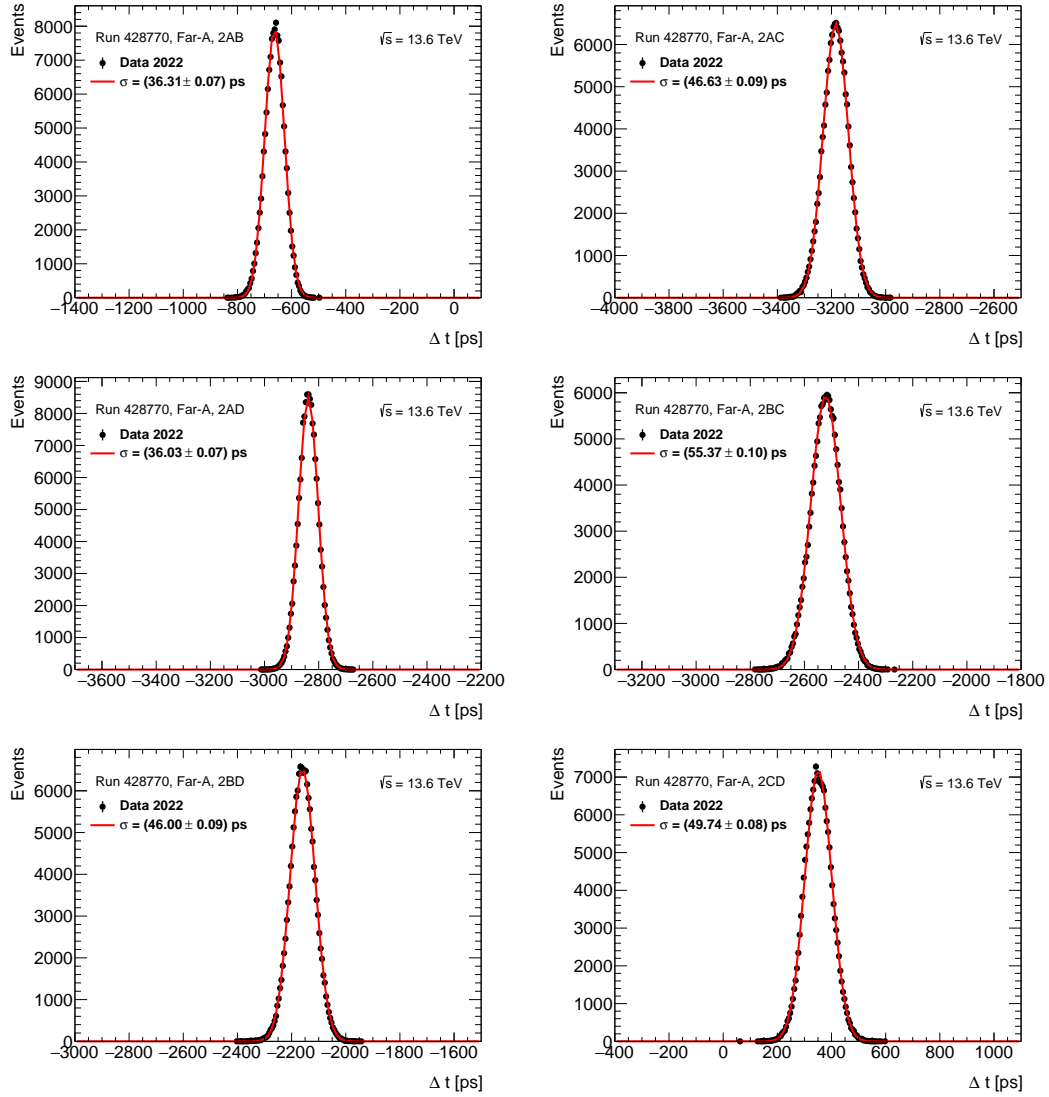 Events
8000
7000
6000
5000
4000
3000
2000
1000
0
Run 428770, Far-A, 2AB
√s = 13.6 TeV
Data 2022
σ = (36.31 ± 0.07) ps
−1400 −1200 −1000 −800 −600 −400 −200 0
Δ t [ps]
Events
6000
5000
4000
3000
2000
1000
0
Run 428770, Far-A, 2AC
√s = 13.6 TeV
Data 2022
σ = (46.63 ± 0.09) ps
−4000 −3800 −3600 −3400 −3200 −3000 −2800 −2600
Δ t [ps]
Events
9000
8000
7000
6000
5000
4000
3000
2000
1000
0
Run 428770, Far-A, 2AD
√s = 13.6 TeV
Data 2022
σ = (36.03 ± 0.07) ps
−3600 −3400 −3200 −3000 −2800 −2600 −2400 −2200
Δ t [ps]
Events
6000
5000
4000
3000
2000
1000
0
Run 428770, Far-A, 2BC
√s = 13.6 TeV
Data 2022
σ = (55.37 ± 0.10) ps
−3200 −3000 −2800 −2600 −2400 −2200 −2000 −1800
Δ t [ps]
Events
6000
5000
4000
3000
2000
1000
0
Run 428770, Far-A, 2BD
√s = 13.6 TeV
Data 2022
σ = (46.00 ± 0.09) ps
−3000 −2800 −2600 −2400 −2200 −2000 −1800 −1600
Δ t [ps]
Events
7000
6000
5000
4000
3000
2000
1000
0
Run 428770, Far-A, 2CD
√s = 13.6 TeV
Data 2022
σ = (49.74 ± 0.08) ps
−400 −200 0 200 400 600 800 1000
Δ t [ps]